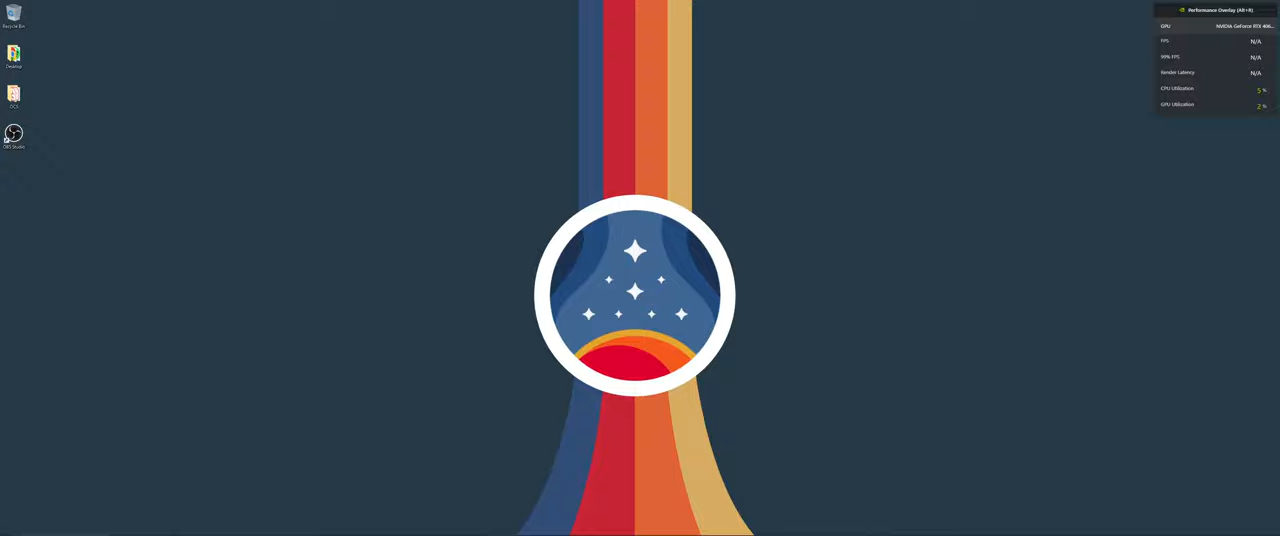 Recycle Bin
Desktop
DCS
OBS Studio
Performance Overlay (Alt+R)
GPU NVIDIA GeForce RTX 406...
FPS N/A
99% FPS N/A
Render Latency N/A
CPU Utilization 5 %
GPU Utilization 2 %